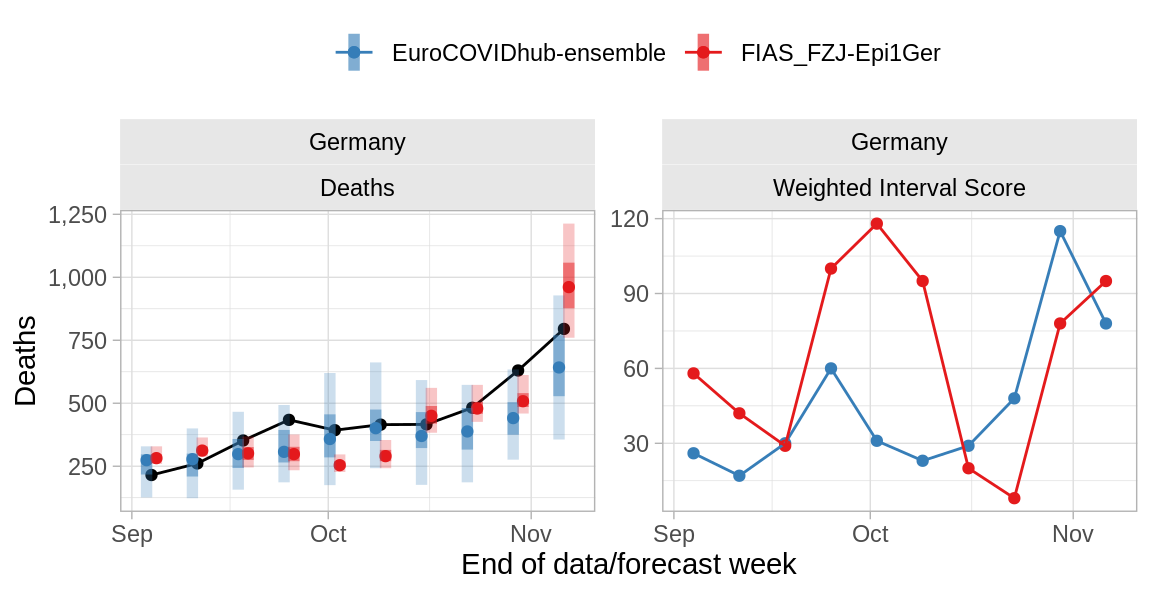 EuroCOVIDhub-ensemble FIAS_FZJ-Epi1Ger
Germany
Deaths
1,250
1,000
750
500
250
Deaths
Sep Oct Nov
Germany
Weighted Interval Score
120
90
60
30
Sep Oct Nov
End of data/forecast week